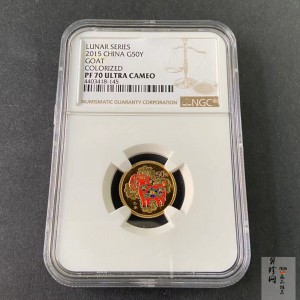 LUNAR SERIES
2015 CHINA G50Y
GOAT
COLORIZED
PF 70 ULTRA CAMEO
4403418-145
NUMISMATIC GUARANTY CORPORATION
NGC
50